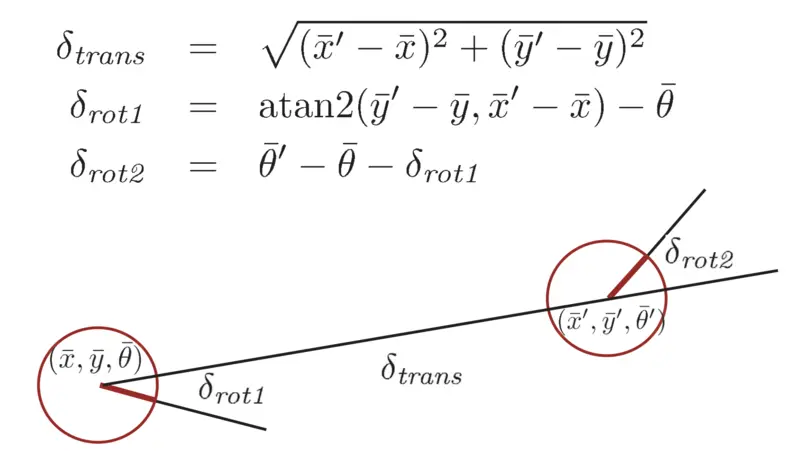 δ_trans = √((x̄′ − x̄)² + (ȳ′ − ȳ)²)
δ_rot1 = atan2(ȳ′ − ȳ, x̄′ − x̄) − θ̄
δ_rot2 = θ̄′ − θ̄ − δ_rot1
δ_rot2
(x̄′, ȳ′, θ̄′)
(x̄, ȳ, θ̄)
δ_trans
δ_rot1